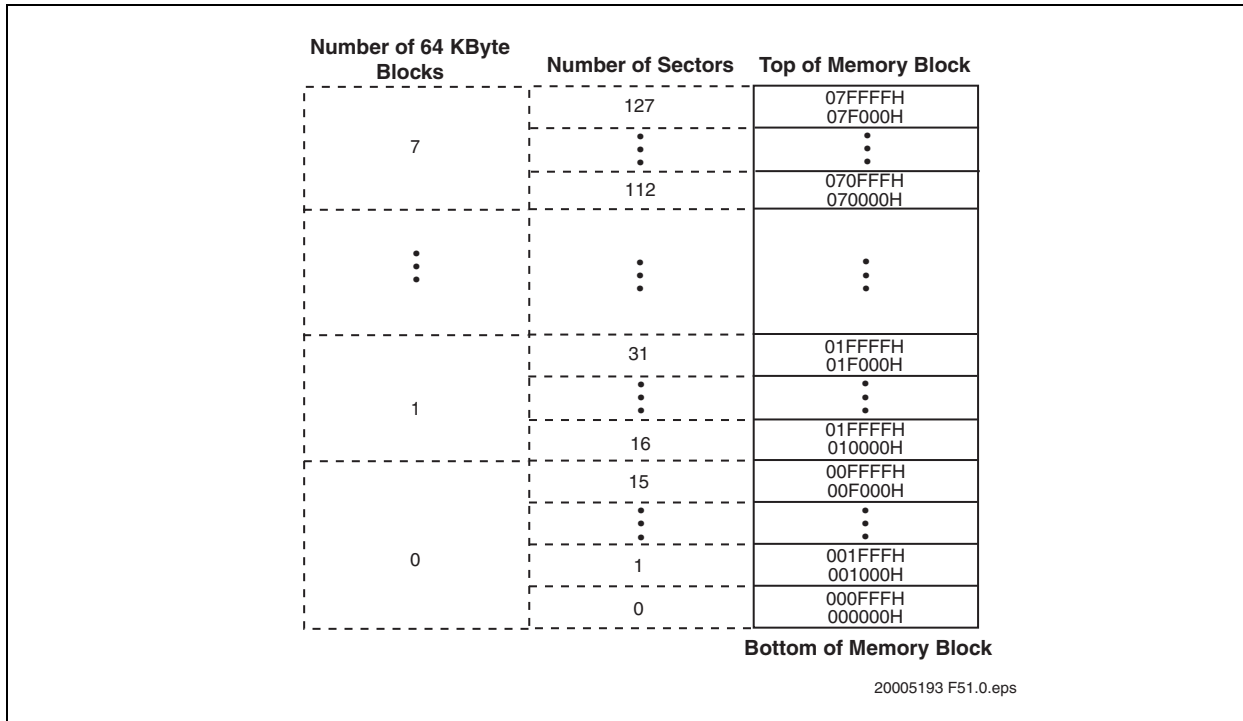 Number of 64 KByte
Blocks
Number of Sectors
Top of Memory Block
7
127
07FFFFH
07F000H
112
070FFFH
070000H
1
31
01FFFFH
01F000H
16
01FFFFH
010000H
0
15
00FFFFH
00F000H
1
001FFFH
001000H
0
000FFFH
000000H
Bottom of Memory Block
20005193 F51.0.eps